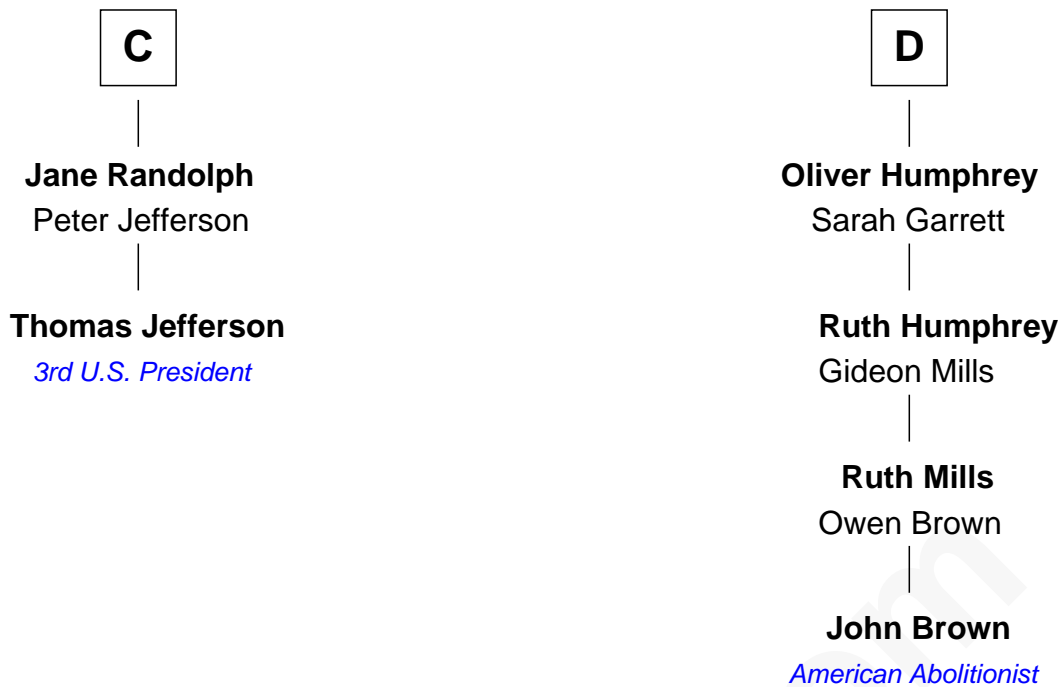 C
Jane Randolph
Peter Jefferson
Thomas Jefferson
3rd U.S. President
D
Oliver Humphrey
Sarah Garrett
Ruth Humphrey
Gideon Mills
Ruth Mills
Owen Brown
John Brown
American Abolitionist